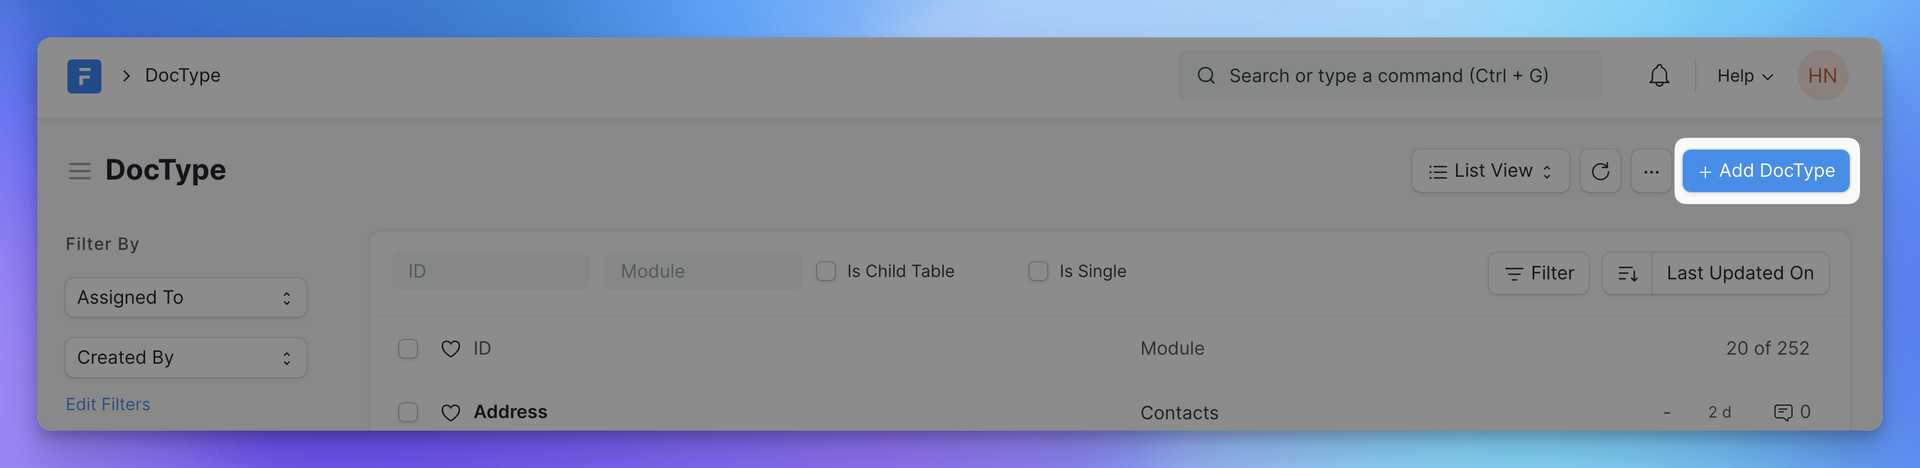 F > DocType
Search or type a command (Ctrl + G)
Help
HN
DocType
List View
...
+ Add DocType
Filter By
Assigned To
Created By
Edit Filters
ID
Module
Is Child Table
Is Single
Filter
Last Updated On
ID
Module
20 of 252
Address
Contacts
-
2 d
0